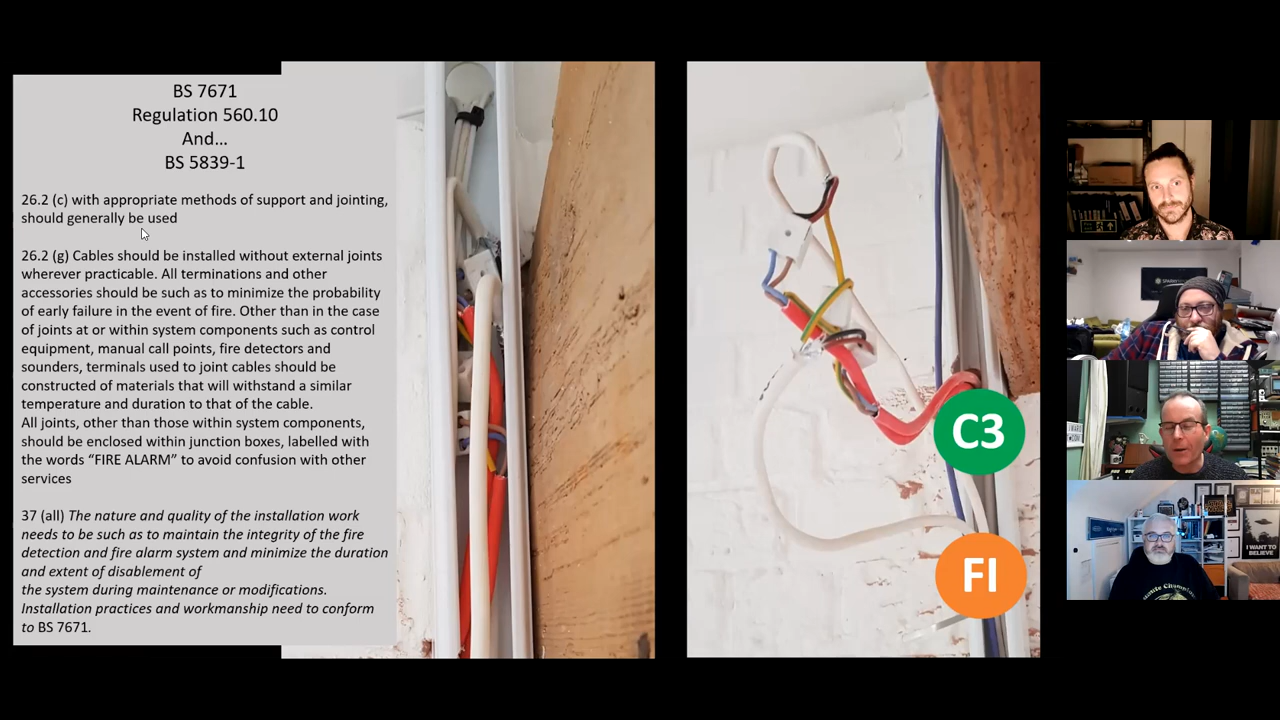 BS 7671
Regulation 560.10
And...
BS 5839-1
26.2 (c) with appropriate methods of support and jointing,
should generally be used
26.2 (g) Cables should be installed without external joints
wherever practicable. All terminations and other
accessories should be such as to minimize the probability
of early failure in the event of fire. Other than in the case
of joints at or within system components such as control
equipment, manual call points, fire detectors and
sounders, terminals used to joint cables should be
constructed of materials that will withstand a similar
temperature and duration to that of the cable.
All joints, other than those within system components,
should be enclosed within junction boxes, labelled with
the words “FIRE ALARM” to avoid confusion with other
services
37 (all) The nature and quality of the installation work
needs to be such as to maintain the integrity of the fire
detection and fire alarm system and minimize the duration
and extent of disablement of
the system during maintenance or modifications.
Installation practices and workmanship need to conform
to BS 7671.
C3
FI
I WANT TO
BELIEVE